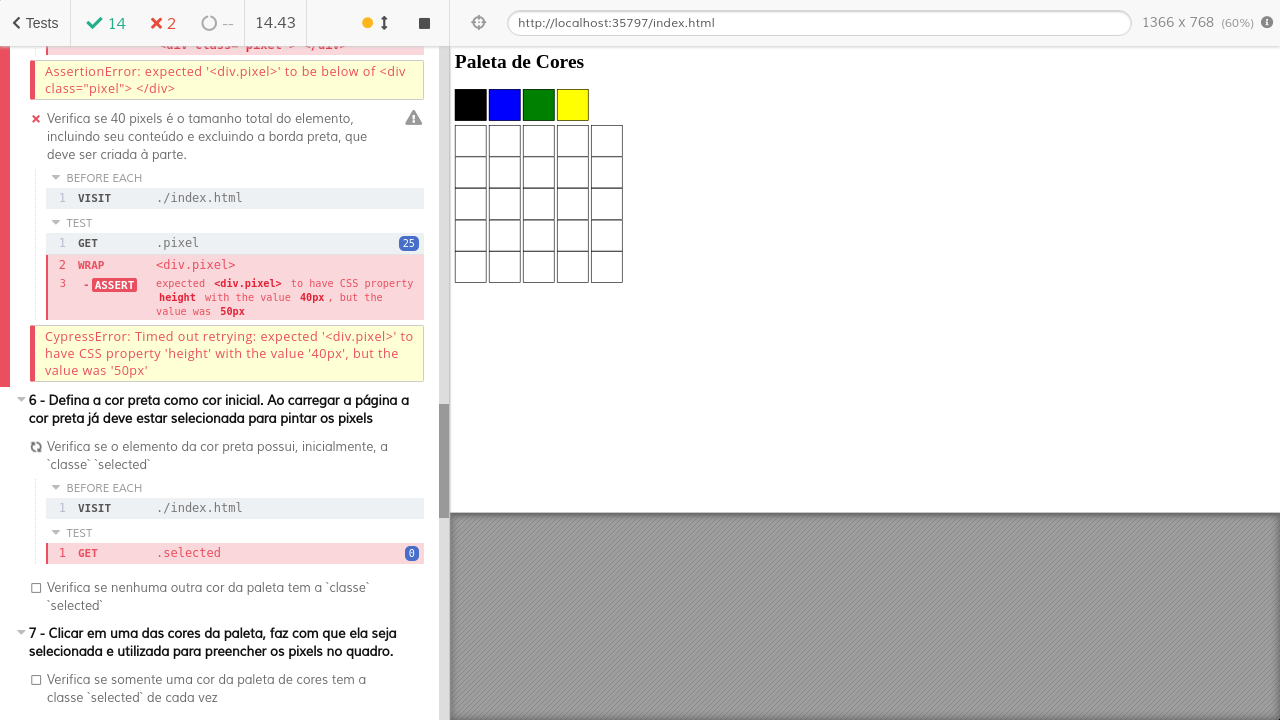 Tests
14
2
--
14.43
http://localhost:35797/index.html
1366 x 768 (60%)
<div class="pixel"> </div>
AssertionError: expected '<div.pixel>' to be below of <div
class="pixel"> </div>
Verifica se 40 pixels é o tamanho total do elemento,
incluindo seu conteúdo e excluindo a borda preta, que
deve ser criada à parte.
BEFORE EACH
1 VISIT ./index.html
TEST
1 GET .pixel 25
2 WRAP <div.pixel>
3 - ASSERT expected <div.pixel> to have CSS property
height with the value 40px, but the
value was 50px
CypressError: Timed out retrying: expected '<div.pixel>' to
have CSS property 'height' with the value '40px', but the
value was '50px'
6 - Defina a cor preta como cor inicial. Ao carregar a página a
cor preta já deve estar selecionada para pintar os pixels
Verifica se o elemento da cor preta possui, inicialmente, a
`classe` `selected`
BEFORE EACH
1 VISIT ./index.html
TEST
1 GET .selected 0
Verifica se nenhuma outra cor da paleta tem a `classe`
`selected`
7 - Clicar em uma das cores da paleta, faz com que ela seja
selecionada e utilizada para preencher os pixels no quadro.
Verifica se somente uma cor da paleta de cores tem a
classe `selected` de cada vez
Paleta de Cores